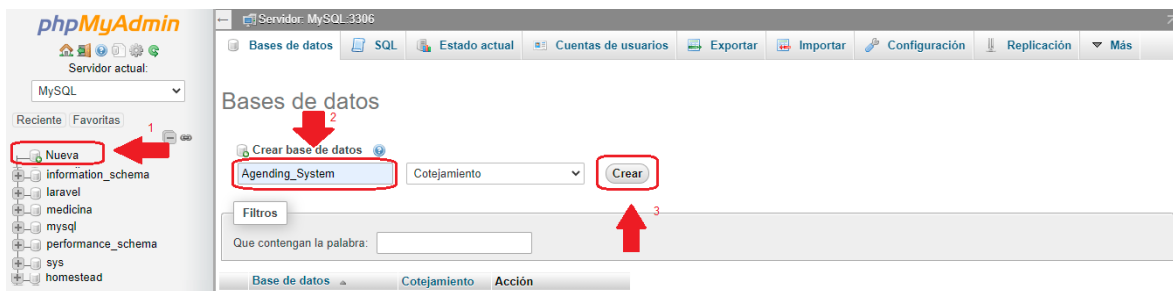 phpMyAdmin
Servidor actual:
MySQL
Reciente Favoritas
1
Nueva
information_schema
laravel
medicina
mysql
performance_schema
sys
homestead
Servidor: MySQL:3306
Bases de datos SQL Estado actual Cuentas de usuarios Exportar Importar Configuración Replicación Más
Bases de datos
2
Crear base de datos
Agending_System Cotejamiento Crear
3
Filtros
Que contengan la palabra:
Base de datos Cotejamiento Acción